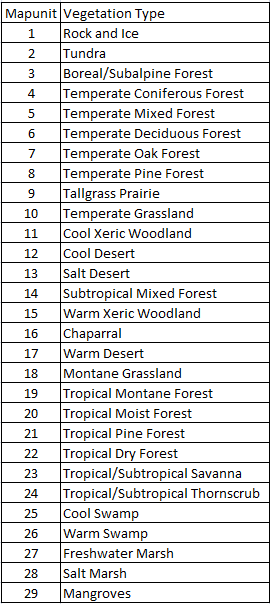 Mapunit Vegetation Type
1 Rock and Ice
2 Tundra
3 Boreal/Subalpine Forest
4 Temperate Coniferous Forest
5 Temperate Mixed Forest
6 Temperate Deciduous Forest
7 Temperate Oak Forest
8 Temperate Pine Forest
9 Tallgrass Prairie
10 Temperate Grassland
11 Cool Xeric Woodland
12 Cool Desert
13 Salt Desert
14 Subtropical Mixed Forest
15 Warm Xeric Woodland
16 Chaparral
17 Warm Desert
18 Montane Grassland
19 Tropical Montane Forest
20 Tropical Moist Forest
21 Tropical Pine Forest
22 Tropical Dry Forest
23 Tropical/Subtropical Savanna
24 Tropical/Subtropical Thornscrub
25 Cool Swamp
26 Warm Swamp
27 Freshwater Marsh
28 Salt Marsh
29 Mangroves